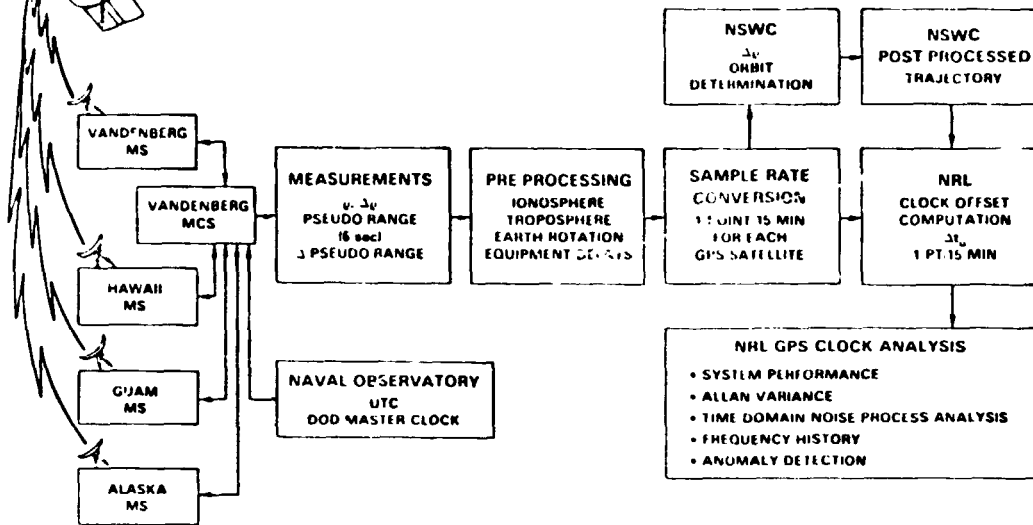 VANDENBERG
MS
VANDENBERG
MCS
HAWAII
MS
GUAM
MS
ALASKA
MS
MEASUREMENTS
PSEUDO RANGE
(6 sec)
Δ PSEUDO RANGE
NAVAL OBSERVATORY
UTC
DOD MASTER CLOCK
PRE PROCESSING
IONOSPHERE
TROPOSPHERE
EARTH ROTATION
EQUIPMENT DELAYS
SAMPLE RATE
CONVERSION
1 POINT 15 MIN
FOR EACH
GPS SATELLITE
NSWC
ORBIT
DETERMINATION
NSWC
POST PROCESSED
TRAJECTORY
NRL
CLOCK OFFSET
COMPUTATION
1 PT/15 MIN
NRL GPS CLOCK ANALYSIS
• SYSTEM PERFORMANCE
• ALLAN VARIANCE
• TIME DOMAIN NOISE PROCESS ANALYSIS
• FREQUENCY HISTORY
• ANOMALY DETECTION